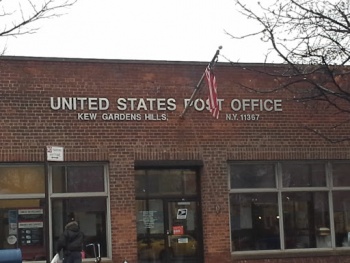 UNITED STATES POST OFFICE
KEW GARDENS HILLS, N.Y. 11367